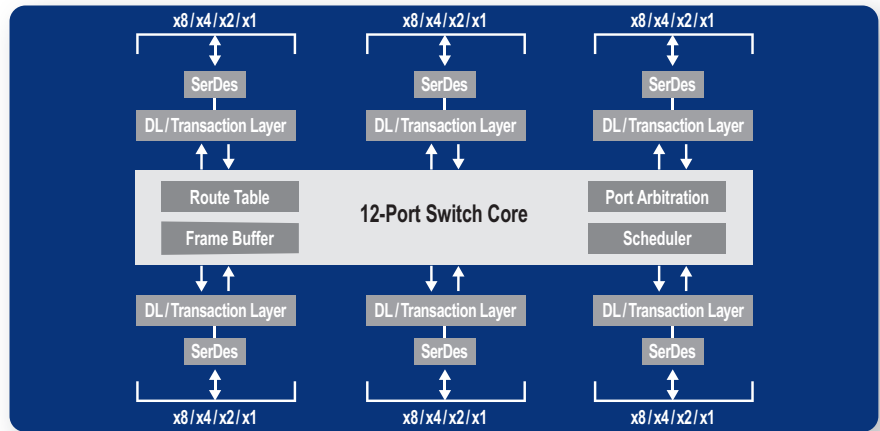 x8/x4/x2/x1 x8/x4/x2/x1 x8/x4/x2/x1
SerDes SerDes SerDes
DL/Transaction Layer DL/Transaction Layer DL/Transaction Layer
Route Table Port Arbitration
12-Port Switch Core
Frame Buffer Scheduler
DL/Transaction Layer DL/Transaction Layer DL/Transaction Layer
SerDes SerDes SerDes
x8/x4/x2/x1 x8/x4/x2/x1 x8/x4/x2/x1